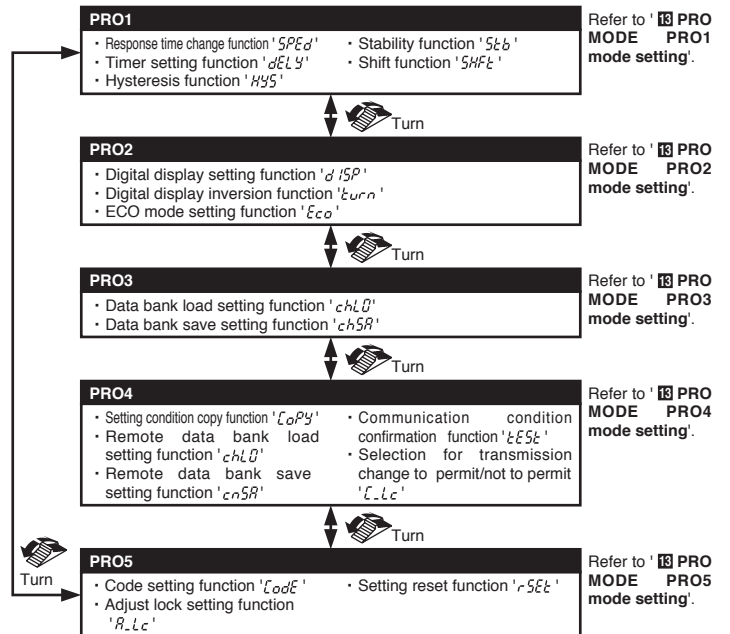 PRO1
・Response time change function 'SPEd'
・Timer setting function 'dELY'
・Hysteresis function 'HYS'
・Stability function 'Stb'
・Shift function 'SHFt'
Refer to ' 13 PRO
MODE PRO1
mode setting'.
Turn
PRO2
・Digital display setting function 'dISP'
・Digital display inversion function 'turn'
・ECO mode setting function 'Eco'
Refer to ' 13 PRO
MODE PRO2
mode setting'.
Turn
PRO3
・Data bank load setting function 'chLO'
・Data bank save setting function 'chSA'
Refer to ' 13 PRO
MODE PRO3
mode setting'.
Turn
PRO4
・Setting condition copy function 'CoPY'
・Remote data bank load
setting function 'chLO'
・Remote data bank save
setting function 'cnSA'
・Communication condition
confirmation function 'tESt'
・Selection for transmission
change to permit/not to permit
'C_Lc'
Refer to ' 13 PRO
MODE PRO4
mode setting'.
Turn
Turn
PRO5
・Code setting function 'CodE'
・Adjust lock setting function
'A_Lc'
・Setting reset function 'rSEt'
Refer to ' 13 PRO
MODE PRO5
mode setting'.